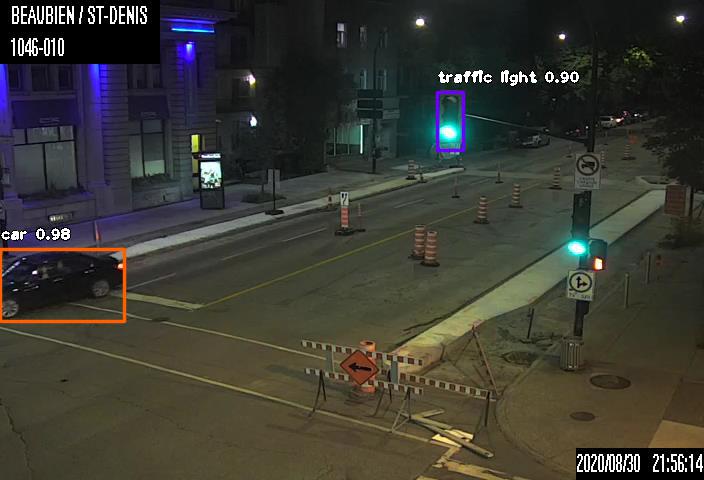 BEAUBIEN / ST-DENIS
1046-010
traffic light 0.90
car 0.98
2020/08/30 21:56:14